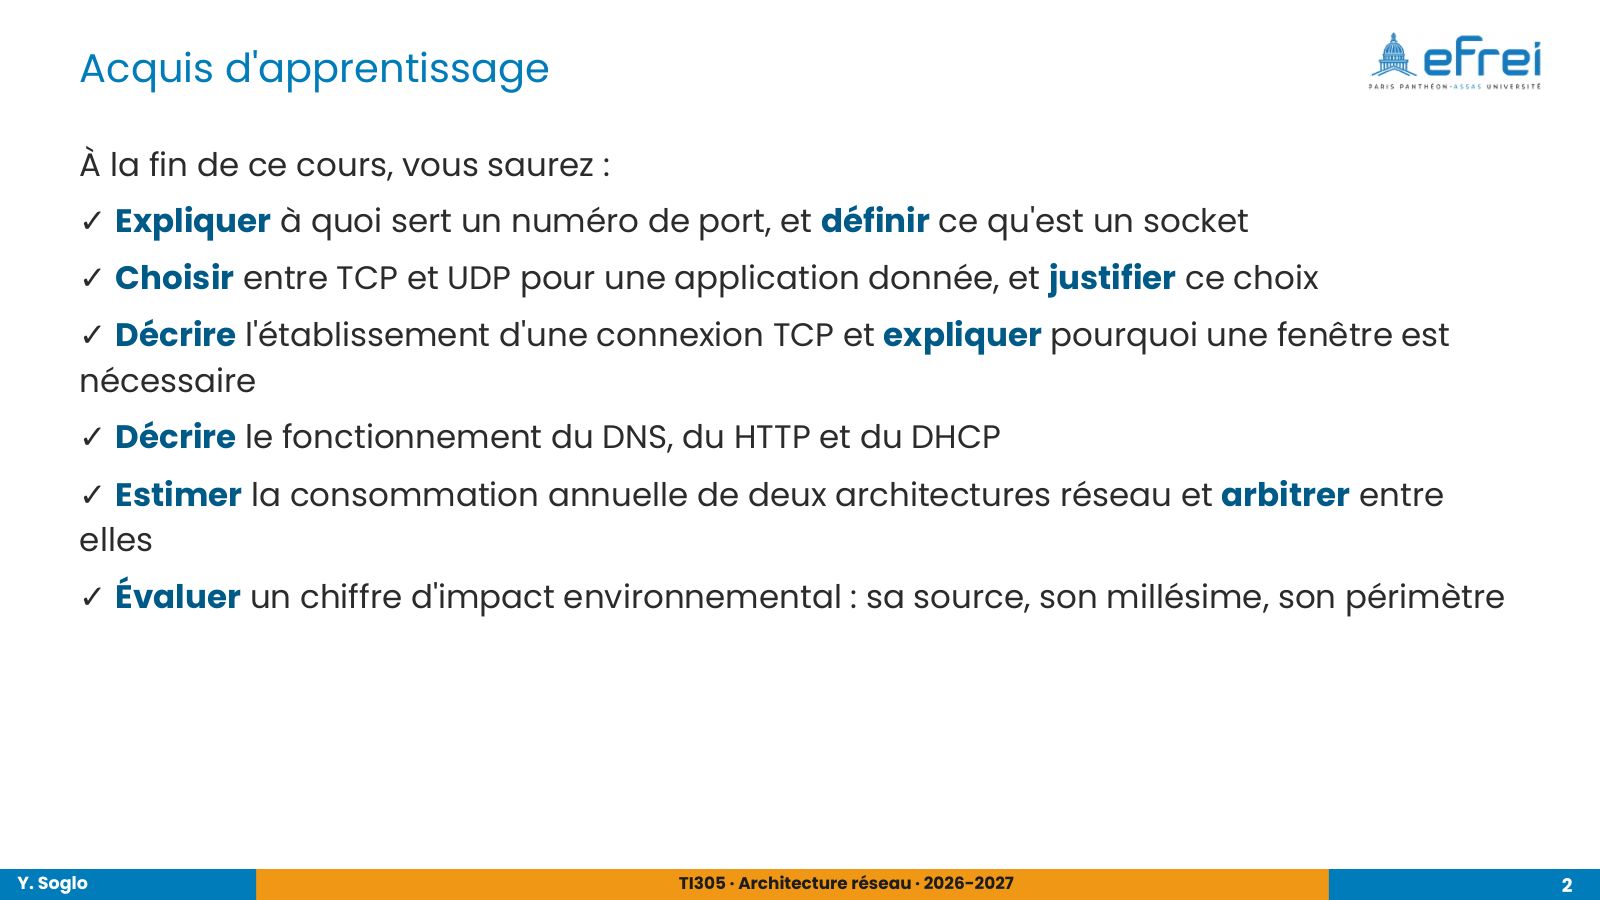 Acquis d'apprentissage
efrei
PARIS PANTHÉON-ASSAS UNIVERSITÉ
À la fin de ce cours, vous saurez :
✓ Expliquer à quoi sert un numéro de port, et définir ce qu'est un socket
✓ Choisir entre TCP et UDP pour une application donnée, et justifier ce choix
✓ Décrire l'établissement d'une connexion TCP et expliquer pourquoi une fenêtre est
nécessaire
✓ Décrire le fonctionnement du DNS, du HTTP et du DHCP
✓ Estimer la consommation annuelle de deux architectures réseau et arbitrer entre
elles
✓ Évaluer un chiffre d'impact environnemental : sa source, son millésime, son périmètre
Y. Soglo
TI305 · Architecture réseau · 2026-2027
2